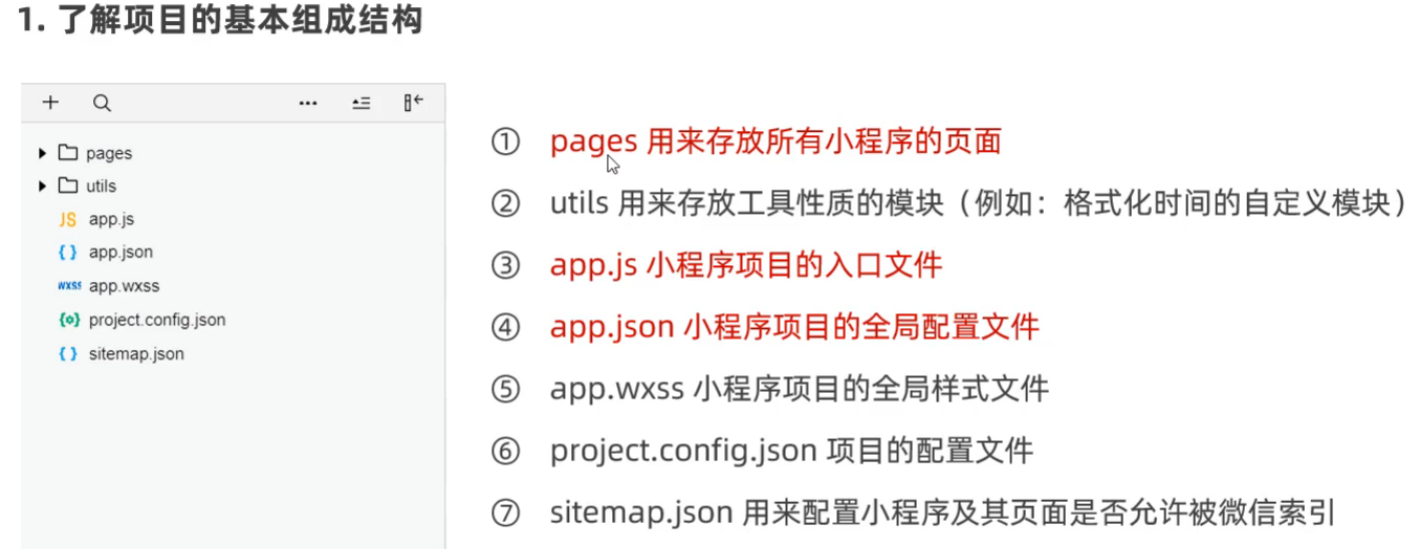 1. 了解项目的基本组成结构
pages
utils
JS app.js
{ } app.json
wxss app.wxss
{o} project.config.json
{ } sitemap.json
① pages 用来存放所有小程序的页面
② utils 用来存放工具性质的模块（例如：格式化时间的自定义模块）
③ app.js 小程序项目的入口文件
④ app.json 小程序项目的全局配置文件
⑤ app.wxss 小程序项目的全局样式文件
⑥ project.config.json 项目的配置文件
⑦ sitemap.json 用来配置小程序及其页面是否允许被微信索引